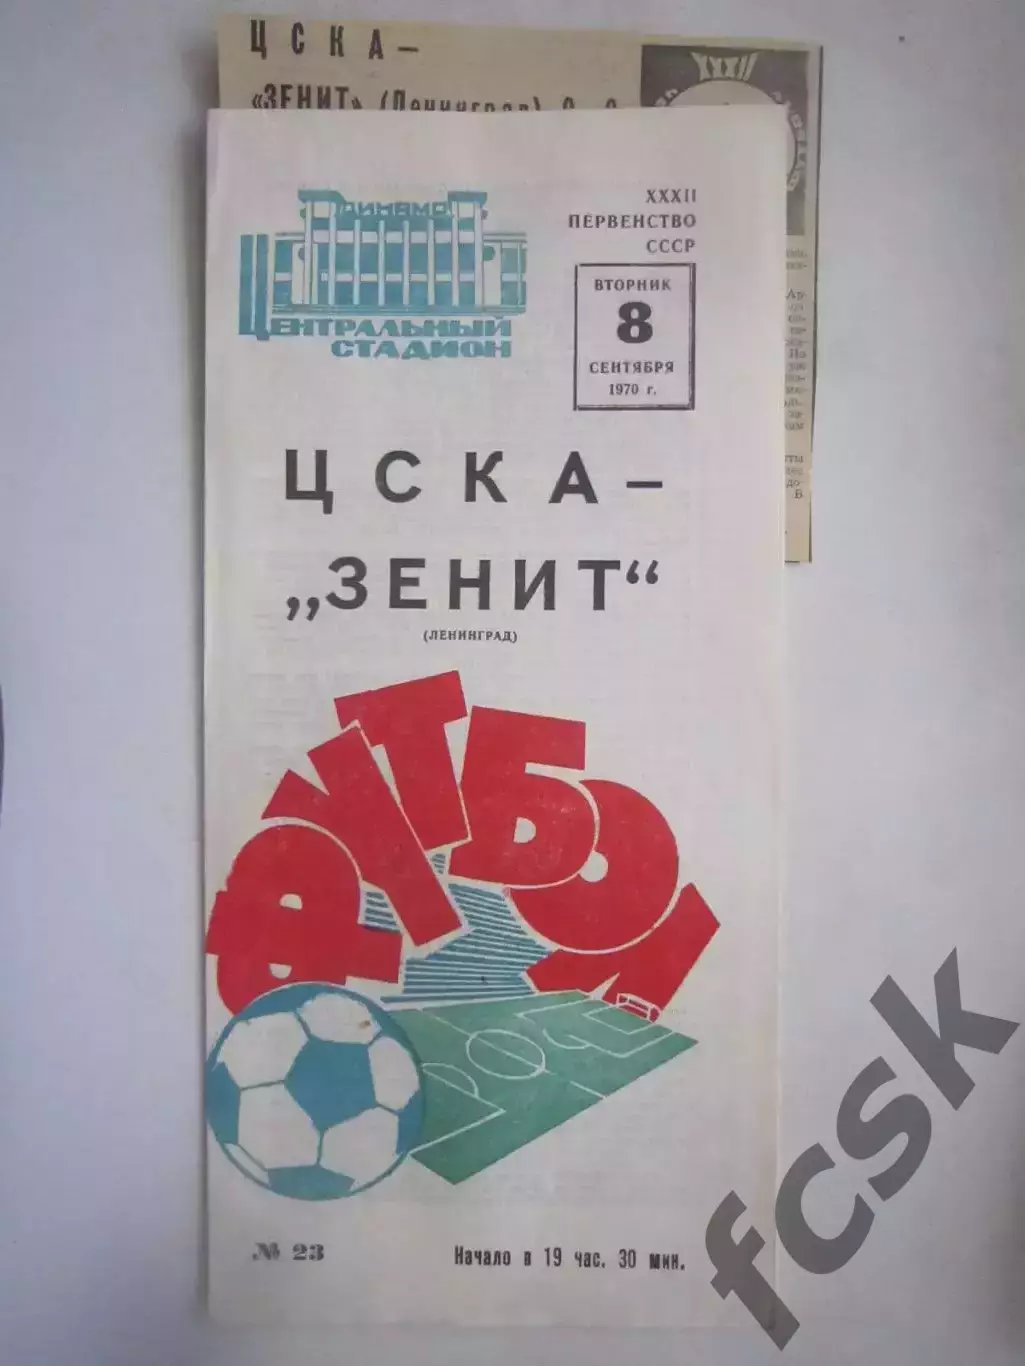 ЦСКА –
«ЗЕНИТ» (Ленинград)
XXXII
ДИНАМО
ЦЕНТРАЛЬНЫЙ
СТАДИОН
XXXII
ПЕРВЕНСТВО
СССР
ВТОРНИК
8
СЕНТЯБРЯ
1970 г.
ЦСКА –
„ЗЕНИТ“
(ЛЕНИНГРАД)
ФУТБОЛ
№ 23
Начало в 19 час. 30 мин.
fcsk